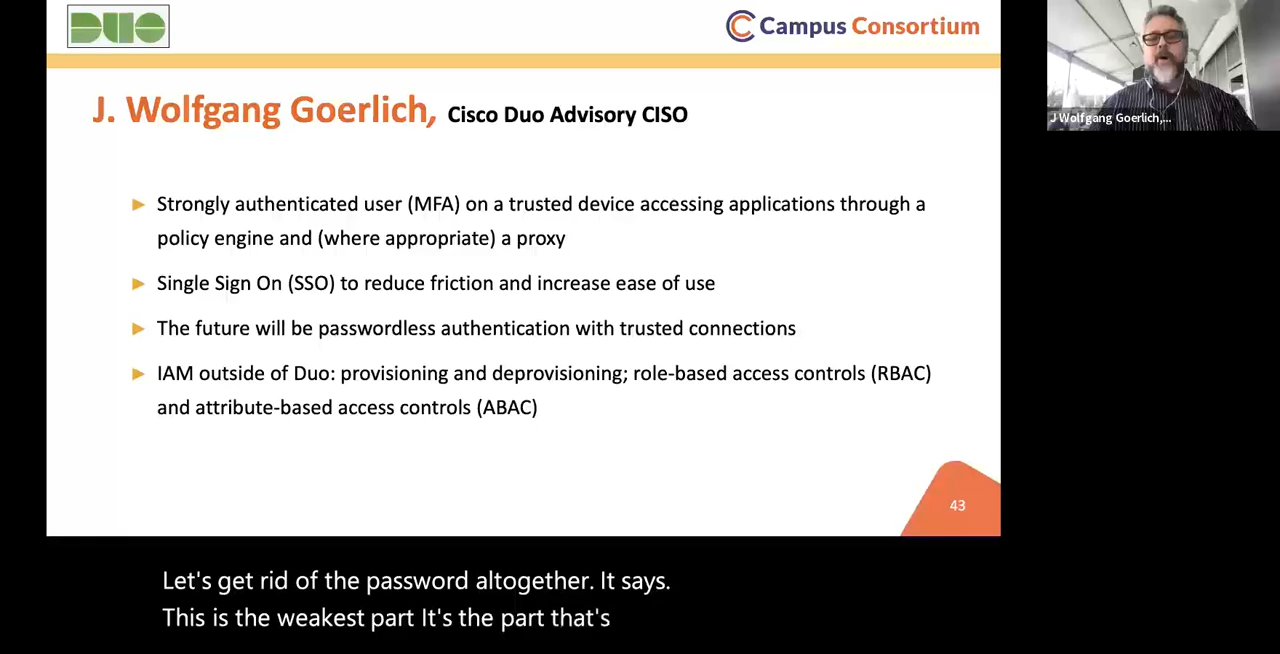 DUO
Campus Consortium
J. Wolfgang Goerlich, Cisco Duo Advisory CISO
J Wolfgang Goerlich,...
Strongly authenticated user (MFA) on a trusted device accessing applications through a
policy engine and (where appropriate) a proxy
Single Sign On (SSO) to reduce friction and increase ease of use
The future will be passwordless authentication with trusted connections
IAM outside of Duo: provisioning and deprovisioning; role-based access controls (RBAC)
and attribute-based access controls (ABAC)
43
Let's get rid of the password altogether. It says.
This is the weakest part It's the part that's